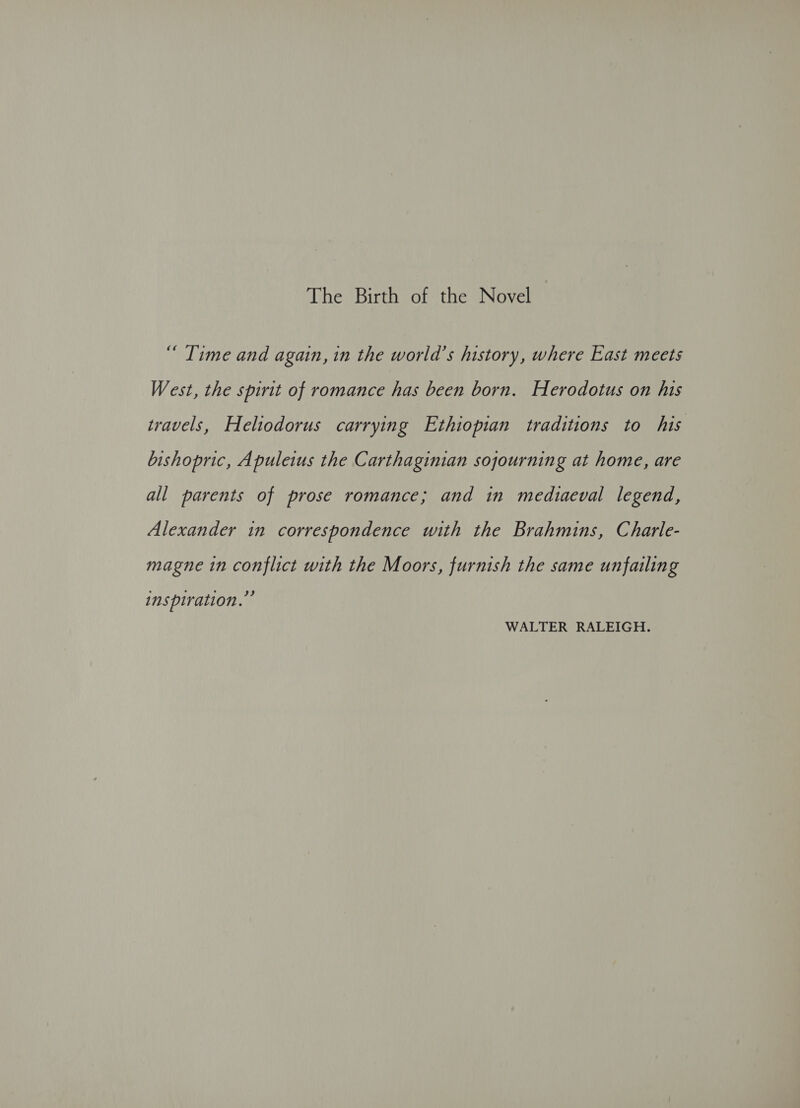 The Birth of the Novel
“ Time and again, in the world’s history, where East meets
West, the spirit of romance has been born. Herodotus on his
travels, Heliodorus carrying Ethiopian traditions to his
bishopric, Apuleius the Carthaginian sojourning at home, are
all parents of prose romance; and in mediaeval legend,
Alexander in correspondence with the Brahmins, Charle-
magne in conflict with the Moors, furnish the same unfailing
inspiration.”
WALTER RALEIGH.